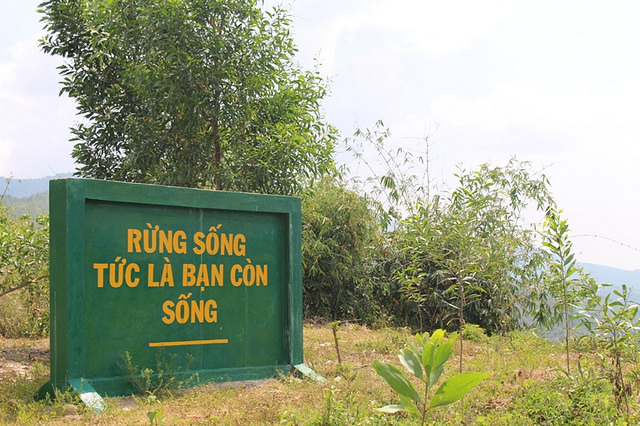 RỪNG SỐNG
TỨC LÀ BẠN CÒN
SỐNG